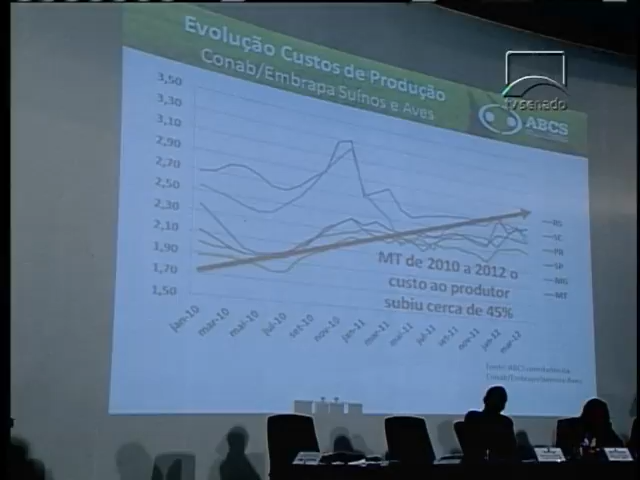 Evolução Custos de Produção
Conab/Embrapa Suínos e Aves
tv senado
ABCS
3,50
3,30
3,10
2,90
2,70
2,50
2,30
2,10
1,90
1,70
1,50
RS
SC
PR
SP
MG
MT
MT de 2010 a 2012 o
custo ao produtor
subiu cerca de 45%
jan-10
mar-10
mai-10
jul-10
set-10
nov-10
jan-11
mar-11
mai-11
jul-11
set-11
nov-11
jan-12
mar-12
Conab/Embrapa Suínos e Aves